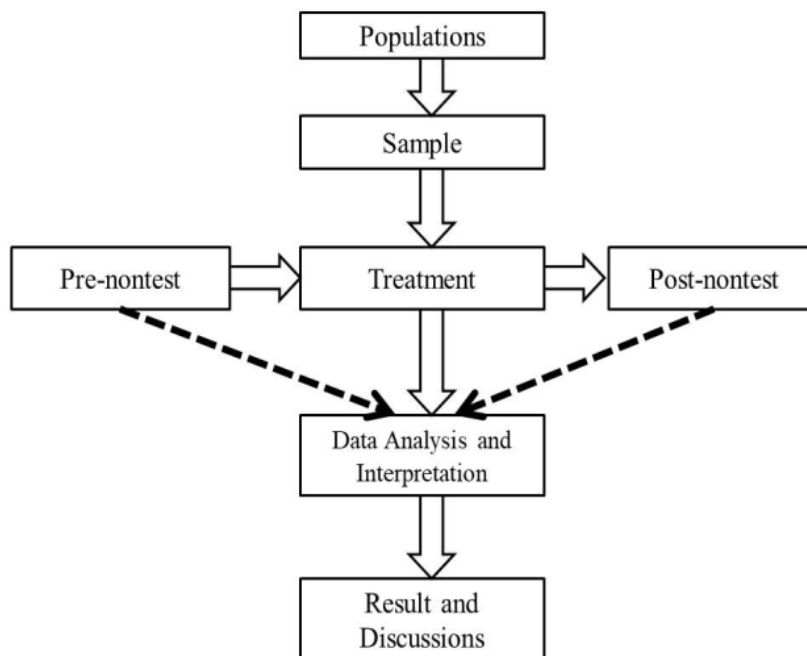 Populations
Sample
Pre-nontest
Treatment
Post-nontest
Data Analysis and
Interpretation
Result and
Discussions